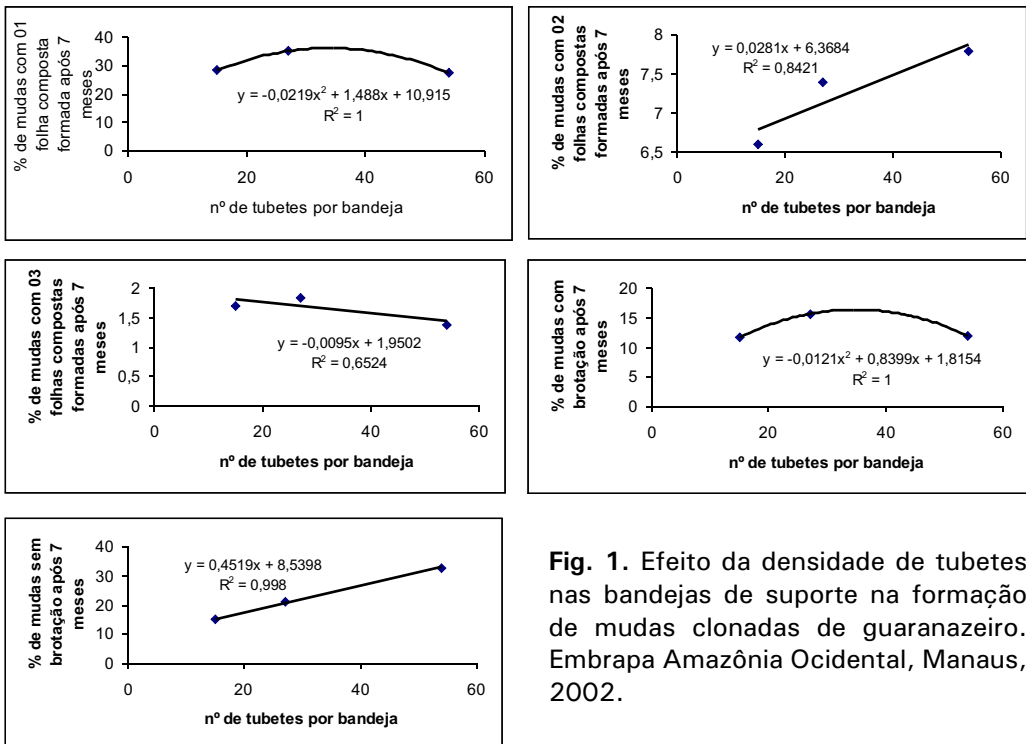 % de mudas com 01
folha composta
formada após 7
meses
40
30
20
10
0
y = -0,0219x² + 1,488x + 10,915
R² = 1
0 20 40 60
nº de tubetes por bandeja
% de mudas com 02
folhas compostas
formadas após 7
meses
8
7,5
7
6,5
y = 0,0281x + 6,3684
R² = 0,8421
0 20 40 60
nº de tubetes por bandeja
% de mudas com 03
folhas compostas
formadas após 7
meses
2
1,5
1
0,5
0
y = -0,0095x + 1,9502
R² = 0,6524
0 20 40 60
nº de tubetes por bandeja
% de mudas com
brotação após 7
meses
20
15
10
5
0
y = -0,0121x² + 0,8399x + 1,8154
R² = 1
0 20 40 60
nº de tubetes por bandeja
% de mudas sem
brotação após 7
meses
40
30
20
10
0
y = 0,4519x + 8,5398
R² = 0,998
0 20 40 60
nº de tubetes por bandeja
Fig. 1. Efeito da densidade de tubetes
nas bandejas de suporte na formação
de mudas clonadas de guaranazeiro.
Embrapa Amazônia Ocidental, Manaus,
2002.